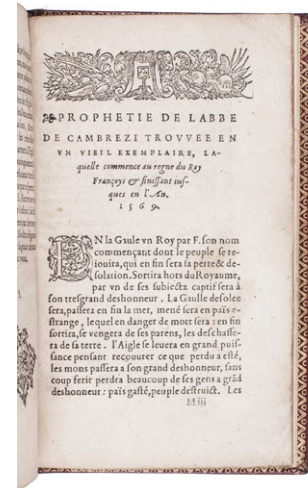 PROPHETIE DE LABBE
DE CAMBREZI TROVVEE EN
VN VIEIL EXEMPLAIRE, LA-
quelle commence au regne du Roy
Françoys & finissant ius-
ques en l'An.
1569.
EN la Gaule vn Roy par F. son nom
commençant dont le peuple se re-
iouira, qui en fin sera sa perte & de-
solation. Sortira hors du Royaume,
par vn de ses subiectz captif sera à
son tresgrand deshonneur. La Gaulle desolee
sera, passera en fin la mer, mené sera en païs e-
strange, lequel en danger de mort sera: en fin
sortira, se vengera de ses parens, les deschasse-
ra de sa terre. l'Aigle se leuera en grand puis-
sance pensant recouurer ce que perdu a esté,
les mons passera a son grand deshonneur, sans
coup ferir perdra beaucoup de ses gens a grãd
deshonneur: païs gasté, peuple destruict. Les
M iii